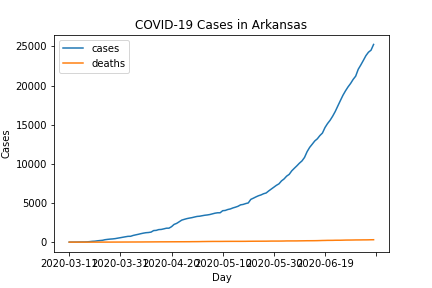 COVID-19 Cases in Arkansas
cases
deaths
25000
20000
15000
10000
5000
0
Cases
2020-03-11 2020-03-31 2020-04-20 2020-05-10 2020-05-30 2020-06-19
Day